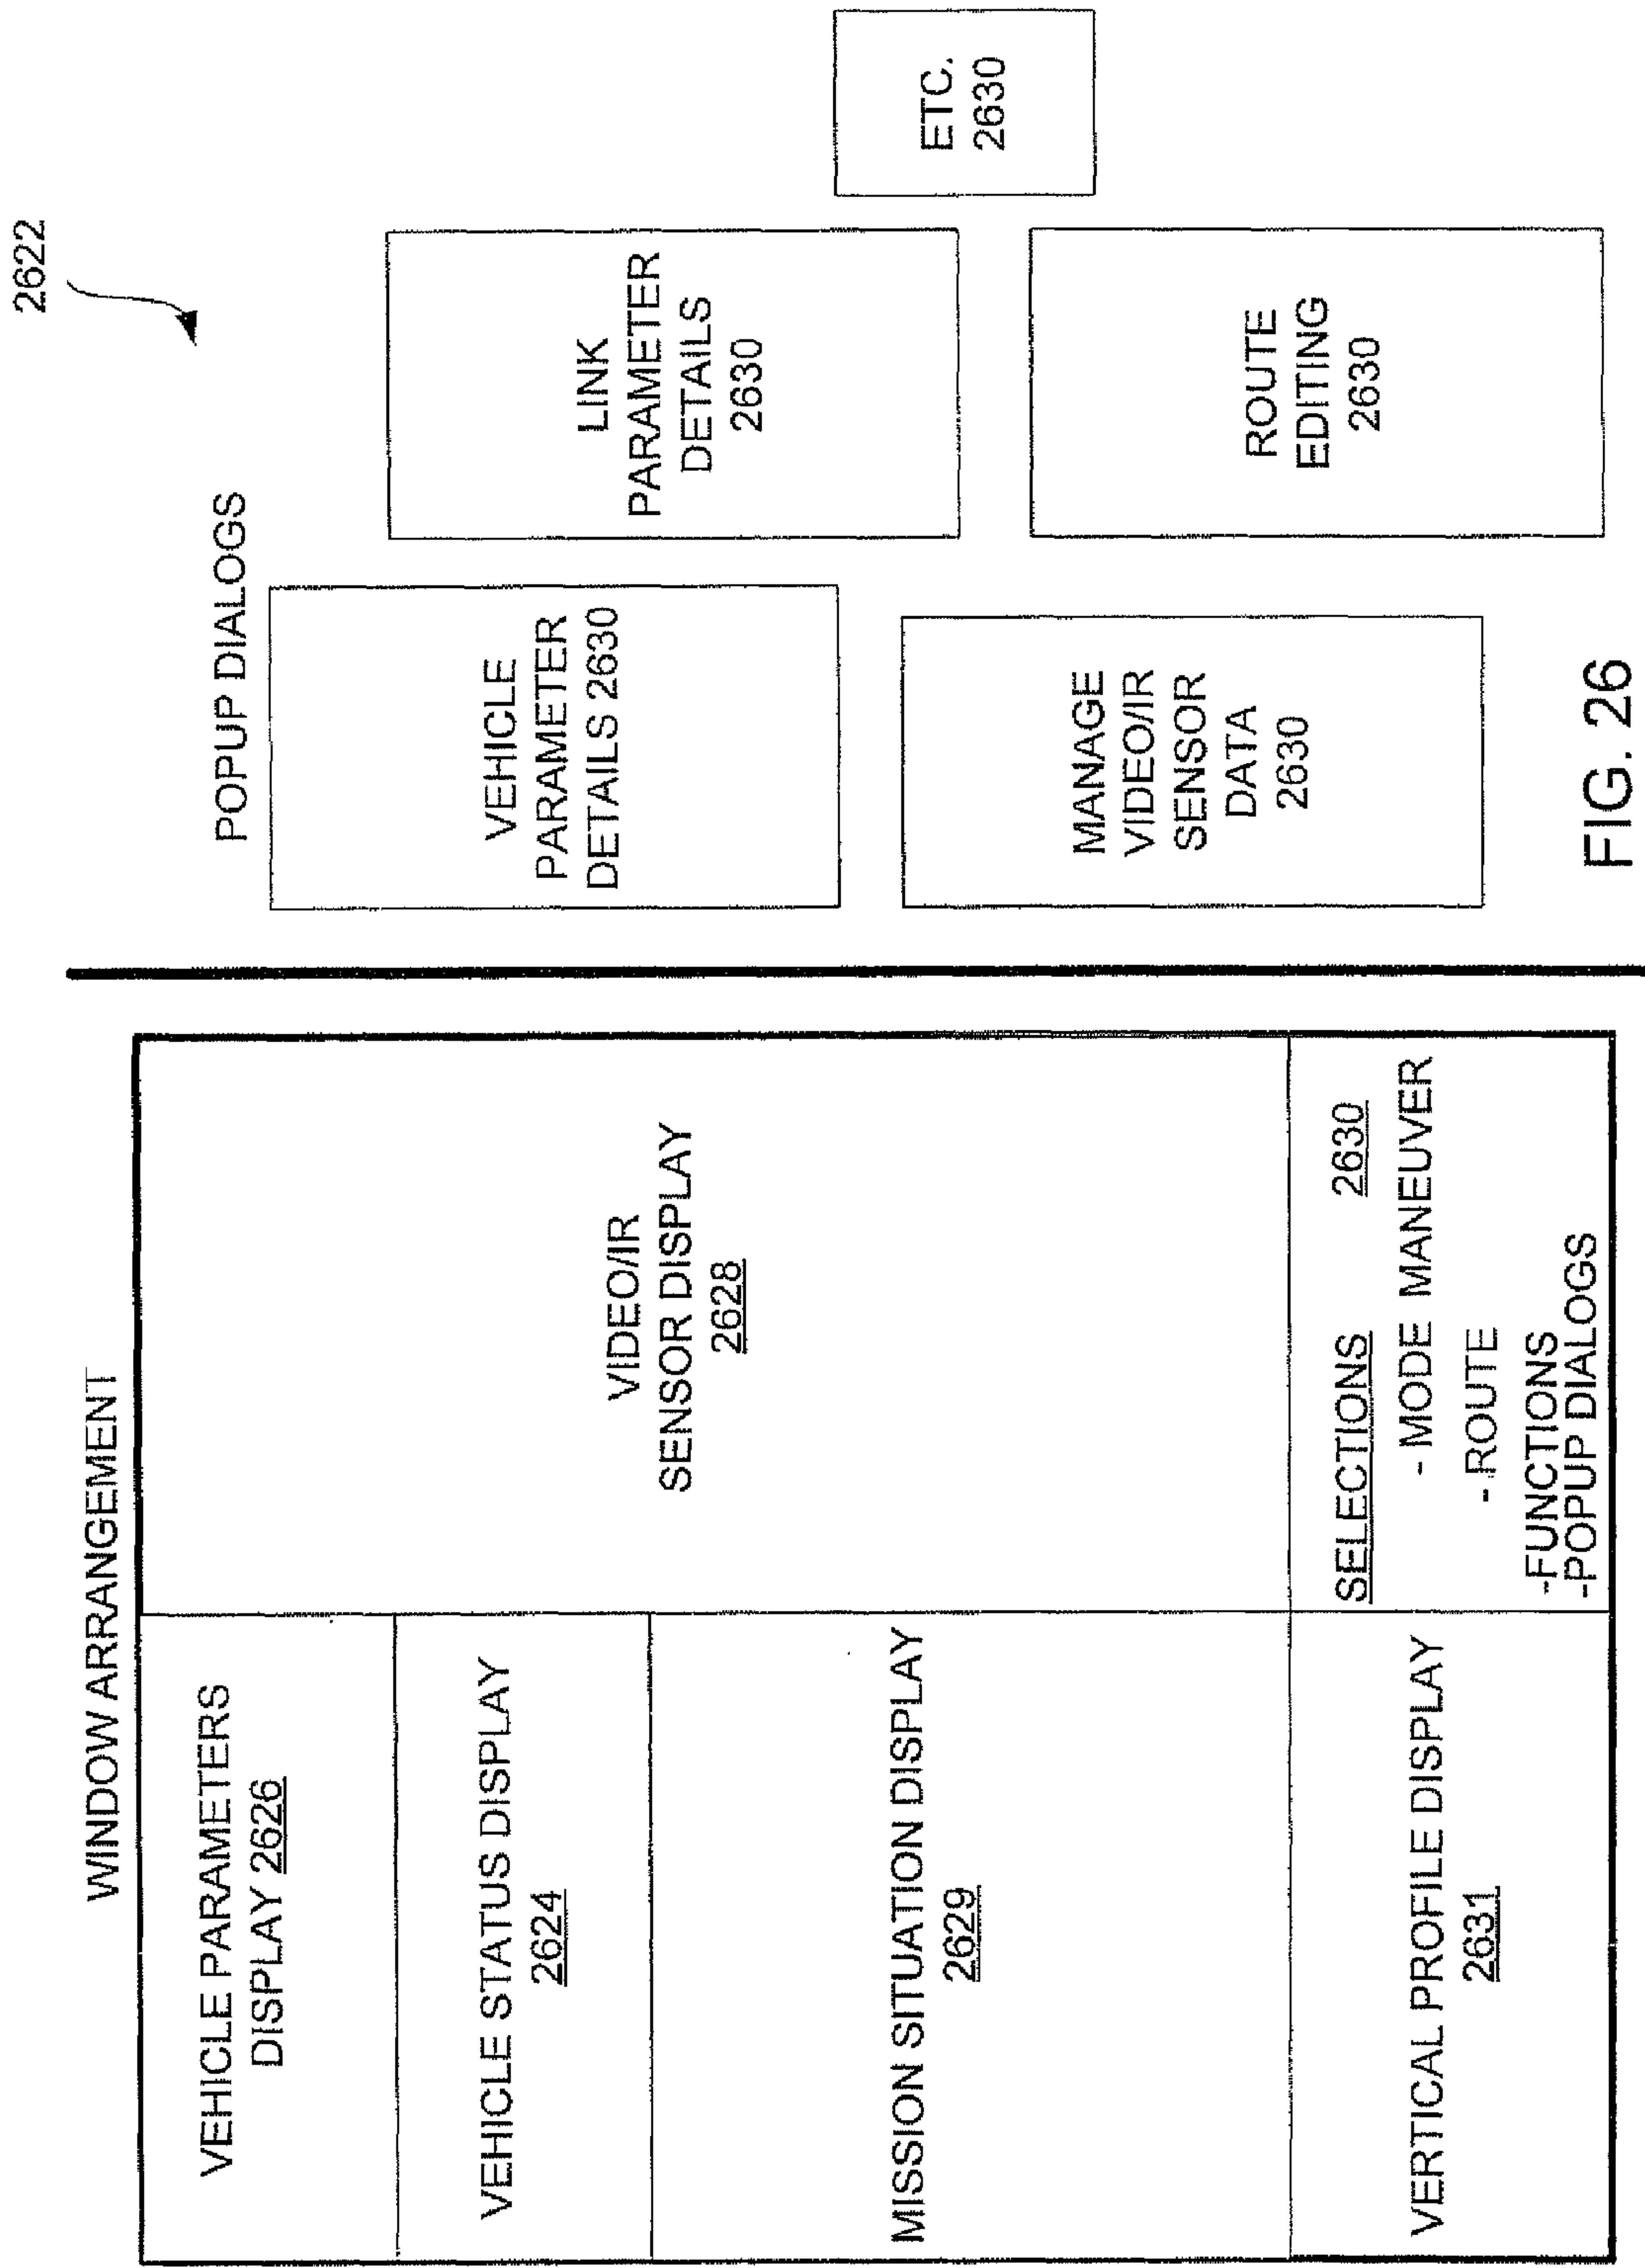 WINDOW ARRANGEMENT
VEHICLE PARAMETERS
DISPLAY 2626
VEHICLE STATUS DISPLAY
2624
MISSION SITUATION DISPLAY
2629
VERTICAL PROFILE DISPLAY
2631
VIDEO/IR
SENSOR DISPLAY
2628
SELECTIONS 2630
- MODE MANEUVER
- ROUTE
-FUNCTIONS
-POPUP DIALOGS
2622
POPUP DIALOGS
VEHICLE
PARAMETER
DETAILS 2630
LINK
PARAMETER
DETAILS
2630
MANAGE
VIDEO/IR
SENSOR
DATA
2630
ROUTE
EDITING
2630
ETC.
2630
FIG. 26